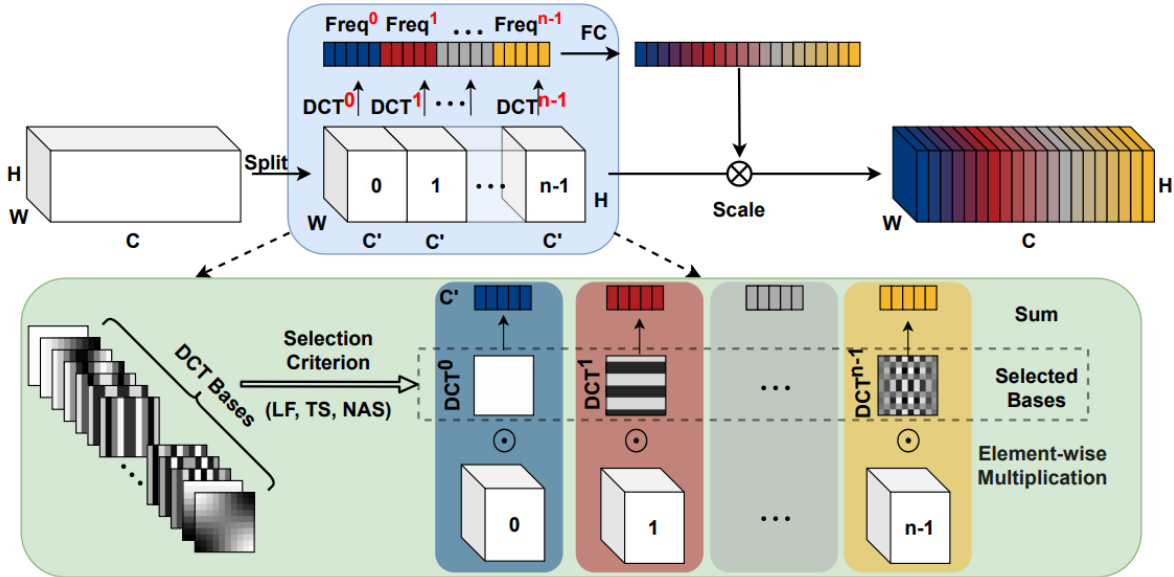 Freq0 Freq1 ... Freqn-1
FC
DCT0 DCT1 ... DCTn-1
H
W
C
Split
0
1
...
n-1
W
H
C'
C'
C'
Scale
W
C
H
DCT Bases
...
Selection
Criterion
(LF, TS, NAS)
C'
Sum
DCT0
DCT1
...
DCTn-1
Selected
Bases
Element-wise
Multiplication
0
1
...
n-1